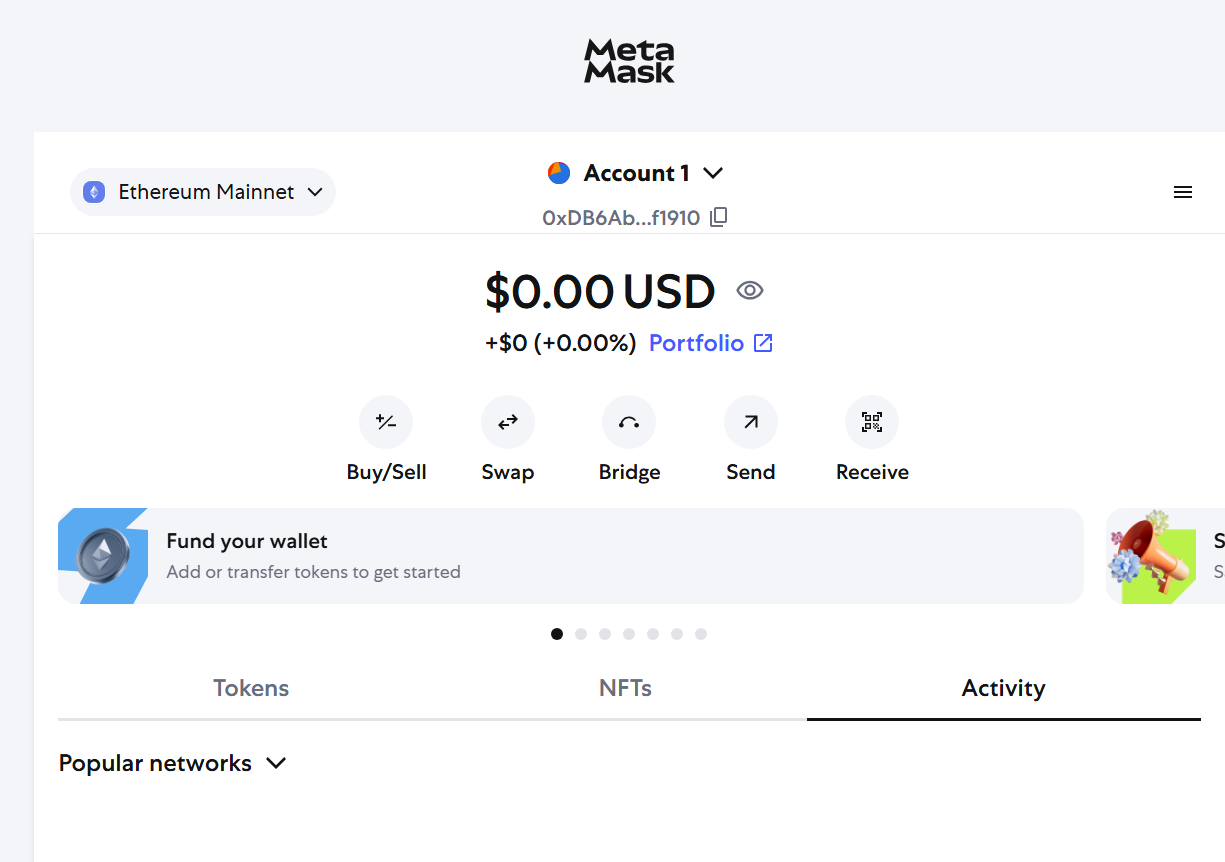 Meta
Mask
Ethereum Mainnet
Account 1
0xDB6Ab...f1910
$0.00 USD
+$0 (+0.00%) Portfolio
Buy/Sell
Swap
Bridge
Send
Receive
Fund your wallet
Add or transfer tokens to get started
Tokens
NFTs
Activity
Popular networks